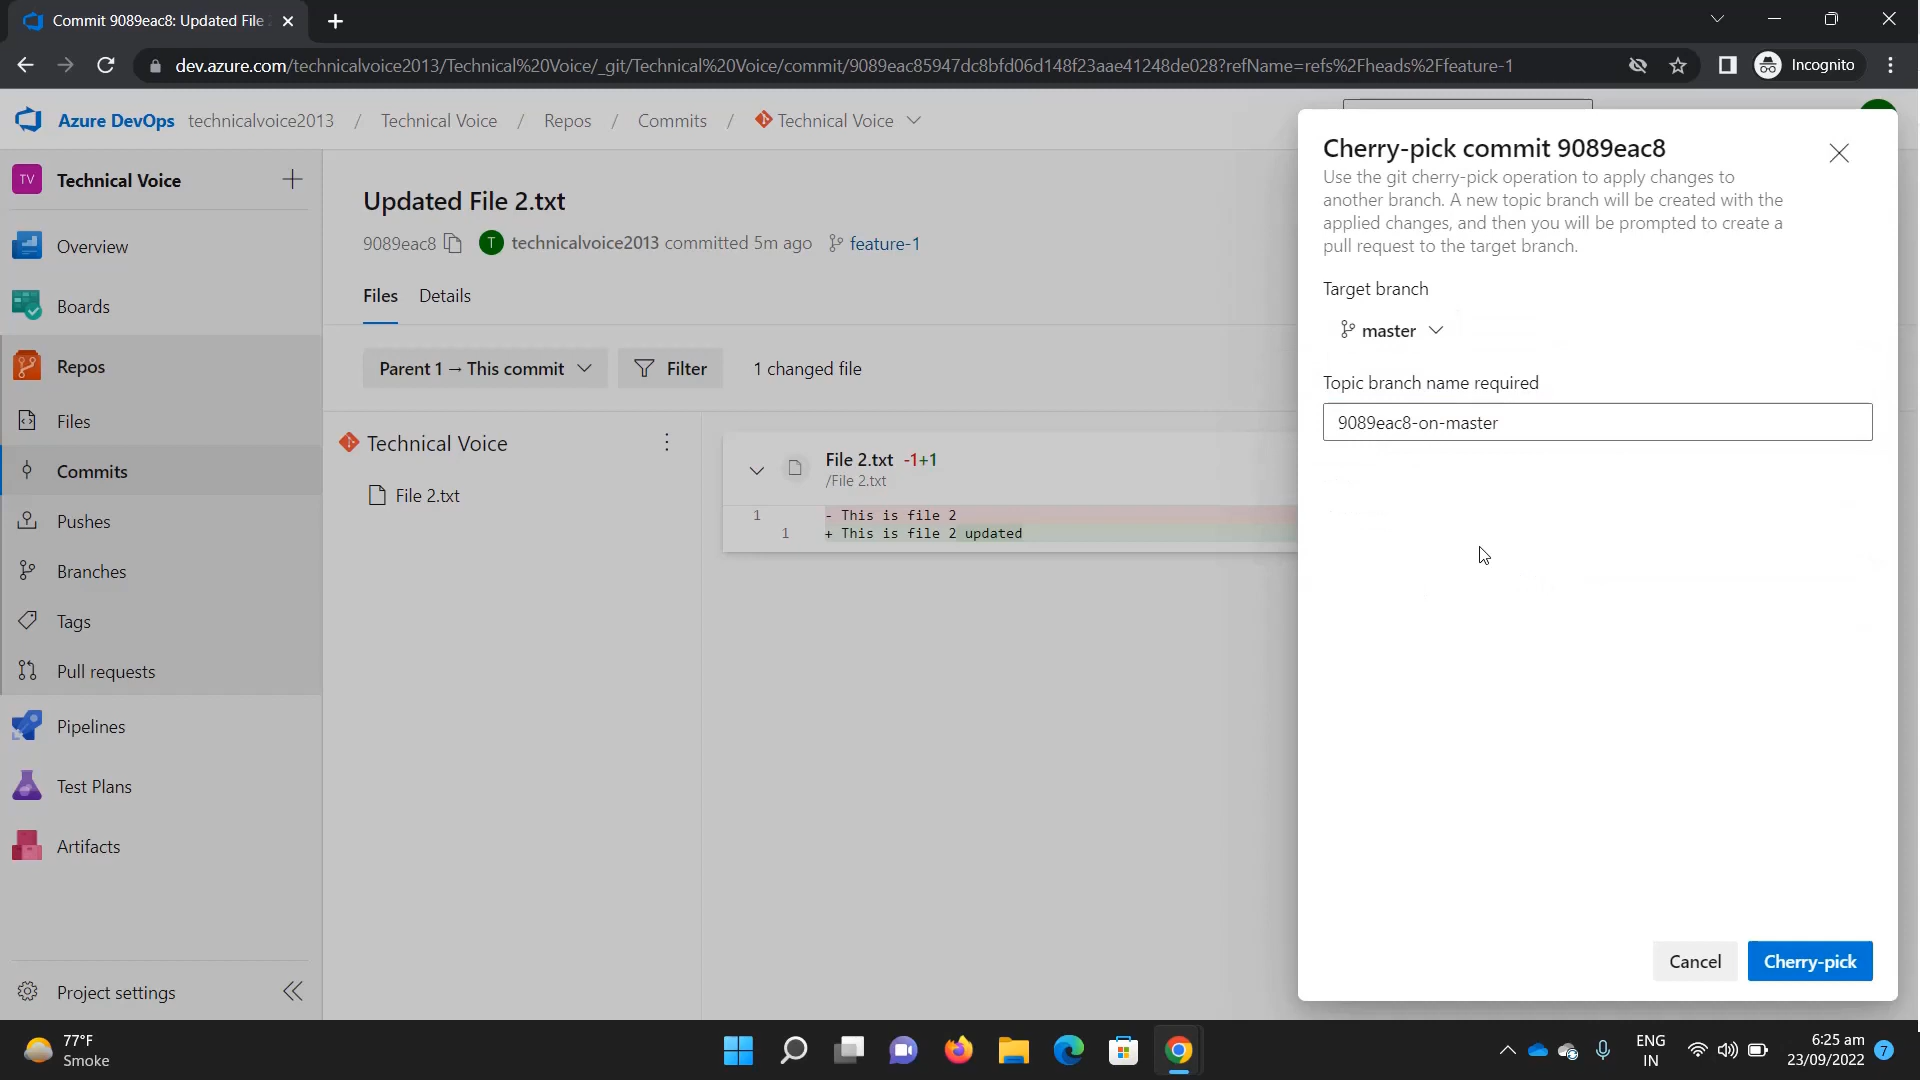 Commit 9089eac8: Updated File 2
dev.azure.com/technicalvoice2013/Technical%20Voice/_git/Technical%20Voice/commit/9089eac85947dc8bfd06d148f23aae41248de028?refName=refs%2Fheads%2Ffeature-1
Incognito
Azure DevOps technicalvoice2013 / Technical Voice / Repos / Commits / Technical Voice
TV Technical Voice
Overview
Boards
Repos
Files
Commits
Pushes
Branches
Tags
Pull requests
Pipelines
Test Plans
Artifacts
Project settings
Updated File 2.txt
9089eac8 T technicalvoice2013 committed 5m ago feature-1
Files Details
Parent 1 → This commit Filter 1 changed file
Technical Voice
File 2.txt
File 2.txt -1+1
/File 2.txt
1 - This is file 2
1 + This is file 2 updated
Cherry-pick commit 9089eac8
Use the git cherry-pick operation to apply changes to
another branch. A new topic branch will be created with the
applied changes, and then you will be prompted to create a
pull request to the target branch.
Target branch
master
Topic branch name required
9089eac8-on-master
Cancel Cherry-pick
77°F
Smoke
ENG
IN
6:25 am
23/09/2022
7